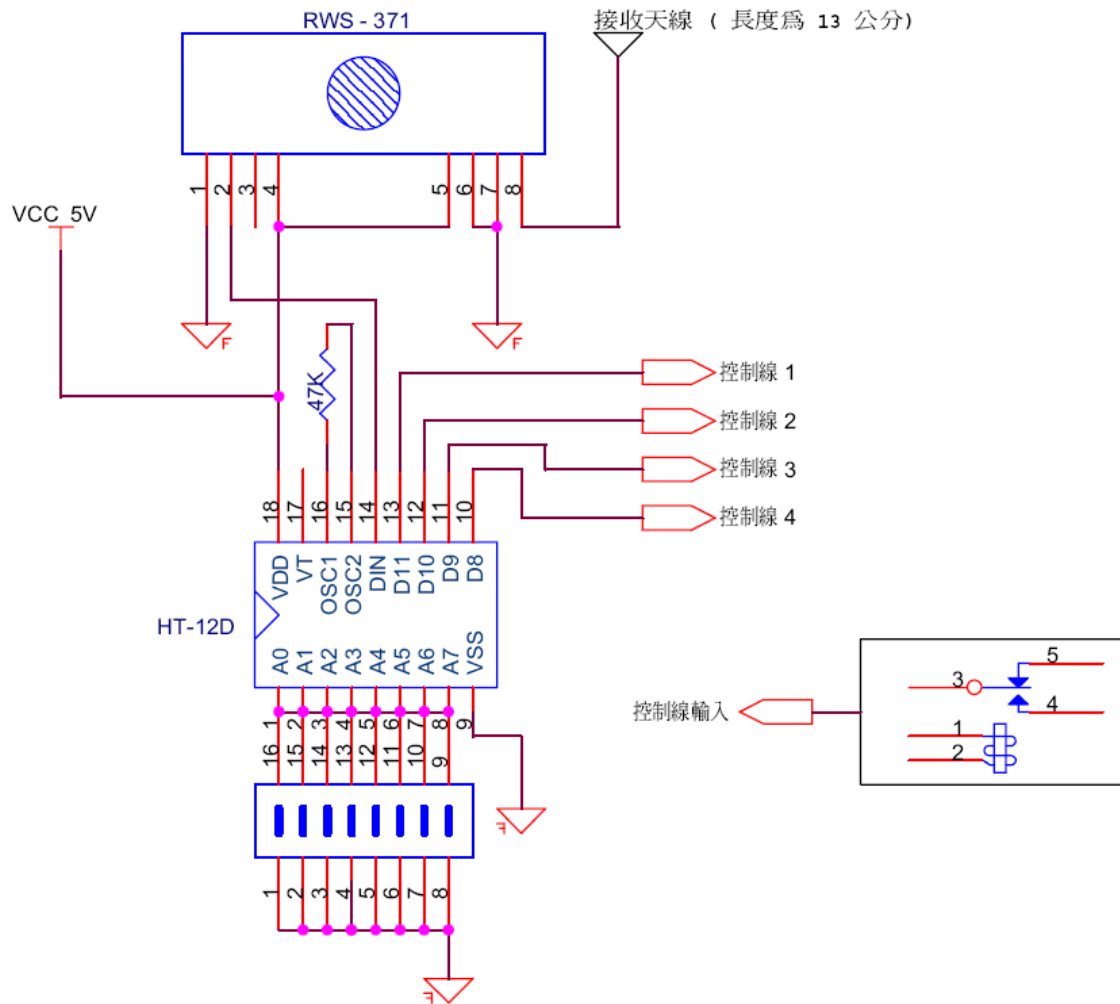 RWS - 371
接收天線 ( 長度爲 13 公分)
1 2 3 4 5 6 7 8
VCC 5V
F F
47K
控制線 1
控制線 2
控制線 3
控制線 4
18 17 16 15 14 13 12 11 10
VDD VT OSC1 OSC2 DIN D11 D10 D9 D8
HT-12D
A0 A1 A2 A3 A4 A5 A6 A7 VSS
1 2 3 4 5 6 7 8 9
16 15 14 13 12 11 10 9
F
1 2 3 4 5 6 7 8
F
控制線輸入
5
3
4
1
2